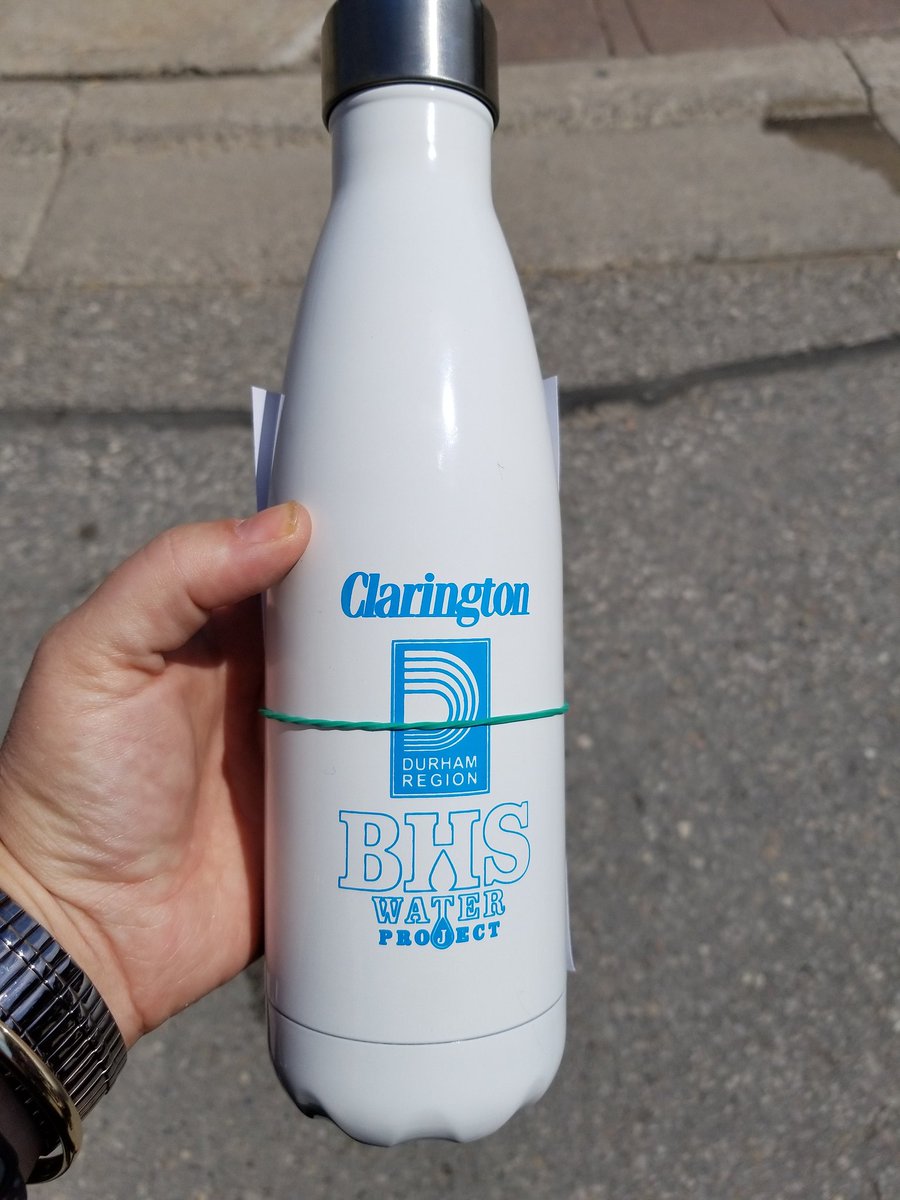 Clarington
DURHAM
REGION
BHS
WATER
PROJECT